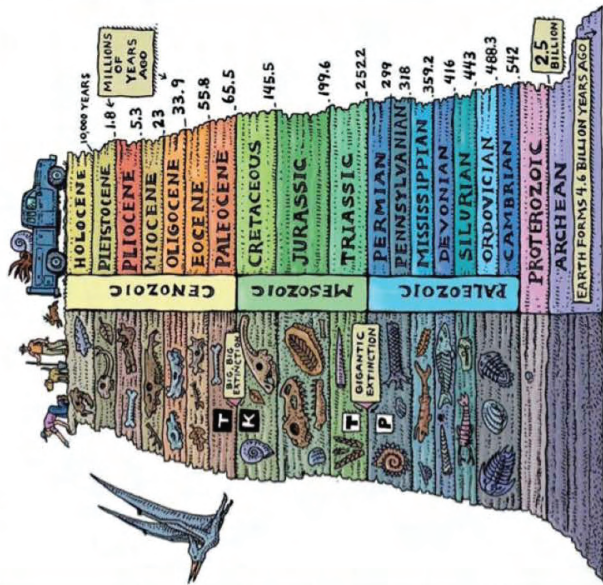 10,000 YEARS
MILLIONS
OF
YEARS
AGO
HOLOCENE
1.8
PLEISTOCENE
5.3
PLIOCENE
23
MIOCENE
33.9
OLIGOCENE
55.8
EOCENE
65.5
PALEOCENE
CENOZOIC
BIG, BIG
EXTINCTION
T
K
145.5
CRETACEOUS
199.6
JURASSIC
252.2
TRIASSIC
MESOZOIC
GIGANTIC
EXTINCTION
T
P
299
PERMIAN
318
PENNSYLVANIAN
359.2
MISSISSIPPIAN
416
DEVONIAN
443
SILURIAN
488.3
ORDOVICIAN
542
CAMBRIAN
PALEOZOIC
2.5
BILLION
PROTEROZOIC
ARCHEAN
EARTH FORMS 4.6 BILLION YEARS AGO